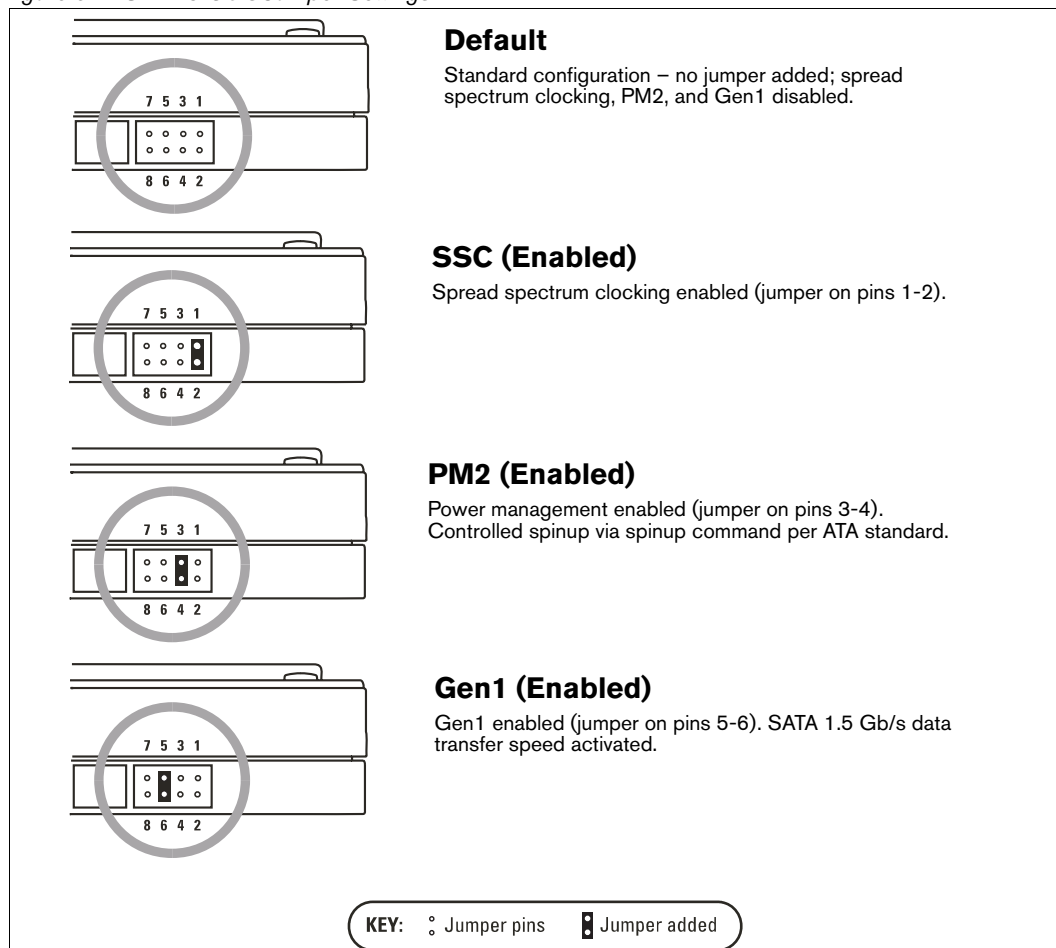 Default
Standard configuration – no jumper added; spread
spectrum clocking, PM2, and Gen1 disabled.
7 5 3 1
8 6 4 2
SSC (Enabled)
Spread spectrum clocking enabled (jumper on pins 1-2).
7 5 3 1
8 6 4 2
PM2 (Enabled)
Power management enabled (jumper on pins 3-4).
Controlled spinup via spinup command per ATA standard.
7 5 3 1
8 6 4 2
Gen1 (Enabled)
Gen1 enabled (jumper on pins 5-6). SATA 1.5 Gb/s data
transfer speed activated.
7 5 3 1
8 6 4 2
KEY: Jumper pins Jumper added